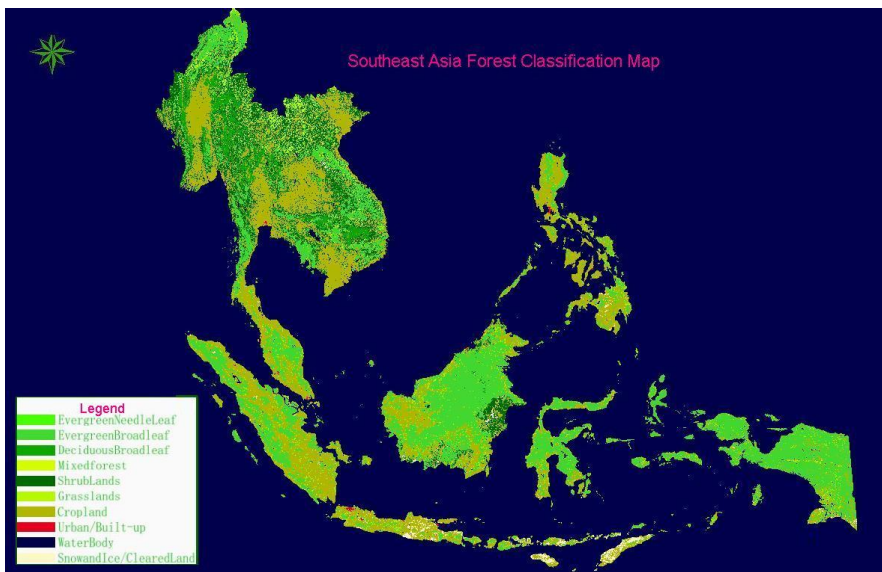 Southeast Asia Forest Classification Map
Legend
EvergreenNeedleLeaf
EvergreenBroadleaf
DeciduousBroadleaf
Mixedforest
ShrubLands
Grasslands
Cropland
Urban/Built-up
WaterBody
SnowandIce/ClearedLand